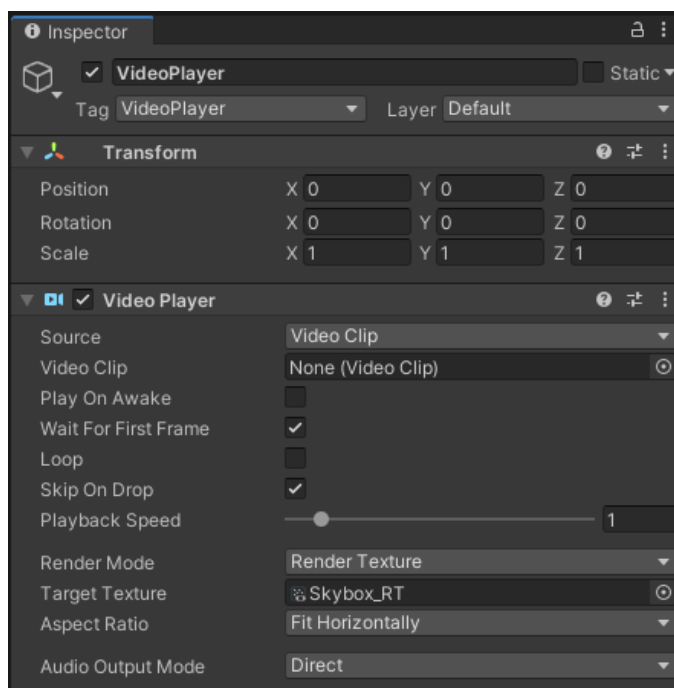 Inspector
VideoPlayer Static
Tag VideoPlayer Layer Default
Transform
Position X 0 Y 0 Z 0
Rotation X 0 Y 0 Z 0
Scale X 1 Y 1 Z 1
Video Player
Source Video Clip
Video Clip None (Video Clip)
Play On Awake
Wait For First Frame
Loop
Skip On Drop
Playback Speed 1
Render Mode Render Texture
Target Texture Skybox_RT
Aspect Ratio Fit Horizontally
Audio Output Mode Direct